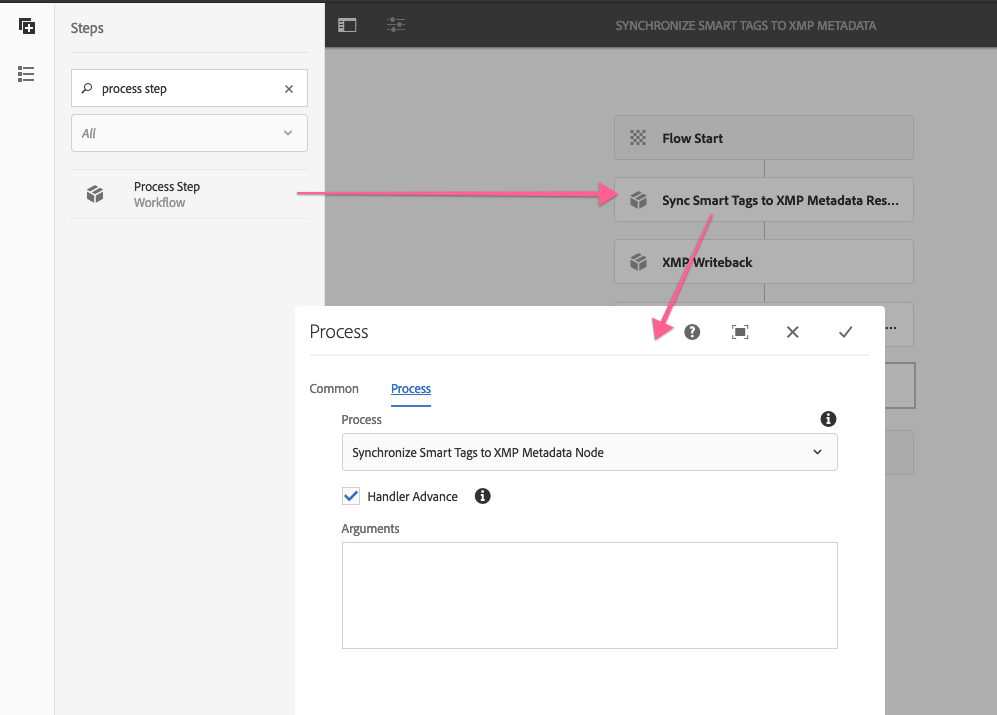 Steps
SYNCHRONIZE SMART TAGS TO XMP METADATA
process step
All
Process Step
Workflow
Flow Start
Sync Smart Tags to XMP Metadata Res...
XMP Writeback
...
Process
Common
Process
Process
Synchronize Smart Tags to XMP Metadata Node
Handler Advance
Arguments